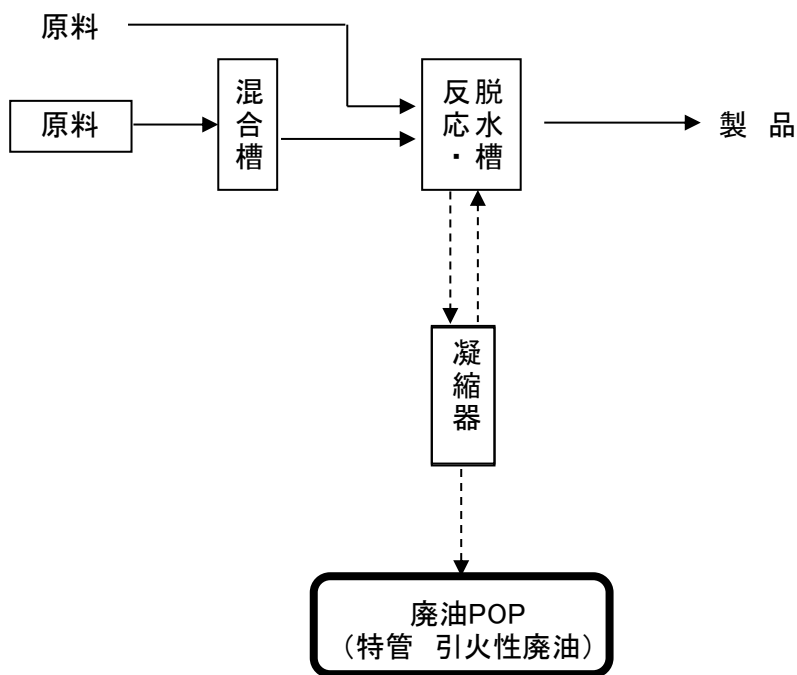 原料
原料
混合槽
反応・脱水槽
製 品
凝縮器
廃油POP
（特管 引火性廃油）